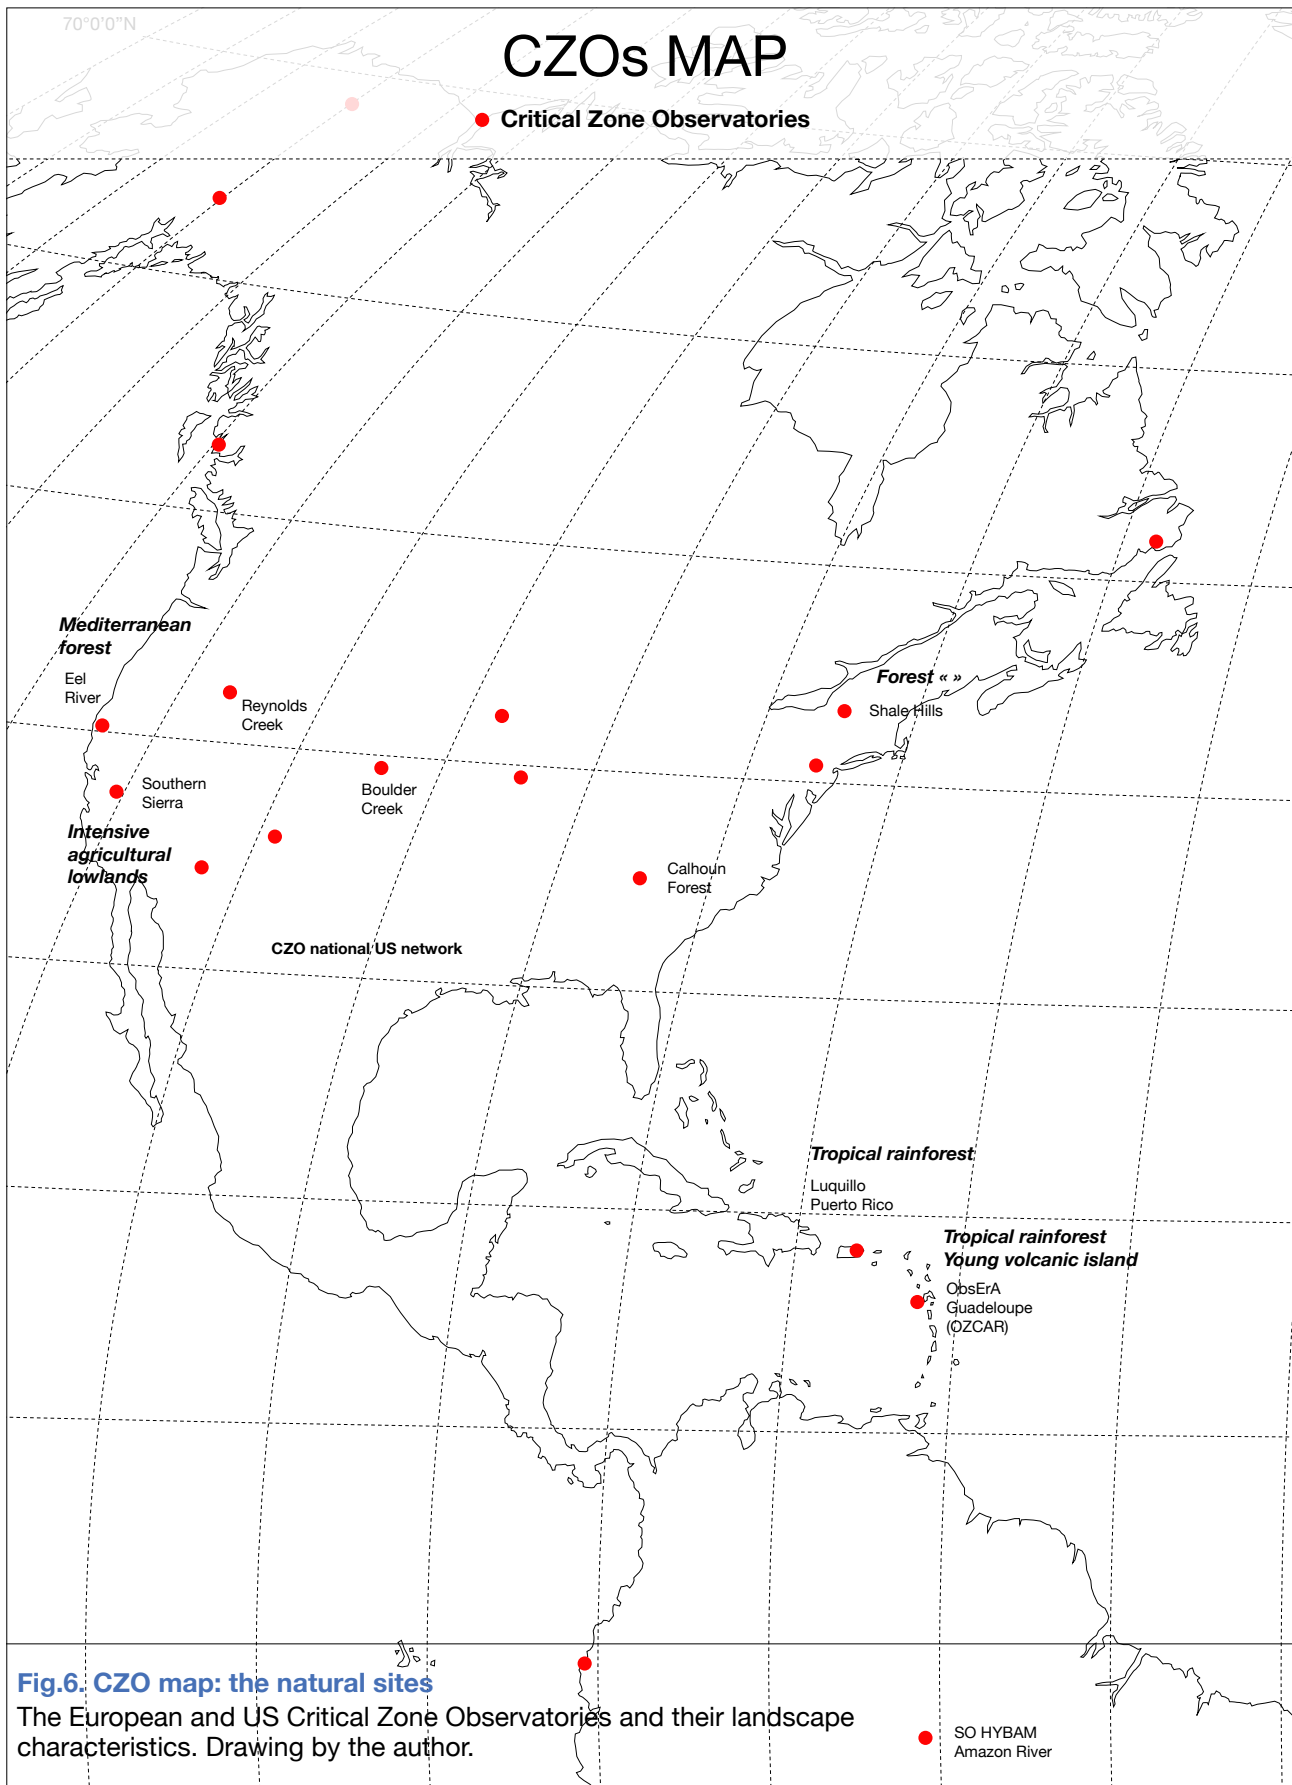 70°0'0"N
CZOs MAP
Critical Zone Observatories
Mediterranean
forest
Eel
River
Reynolds
Creek
Forest « »
Shale Hills
Southern
Sierra
Boulder
Creek
Intensive
agricultural
lowlands
Calhoun
Forest
CZO national US network
Tropical rainforest
Luquillo
Puerto Rico
Tropical rainforest
Young volcanic island
ObsErA
Guadeloupe
(OZCAR)
Fig.6. CZO map: the natural sites
The European and US Critical Zone Observatories and their landscape
characteristics. Drawing by the author.
SO HYBAM
Amazon River